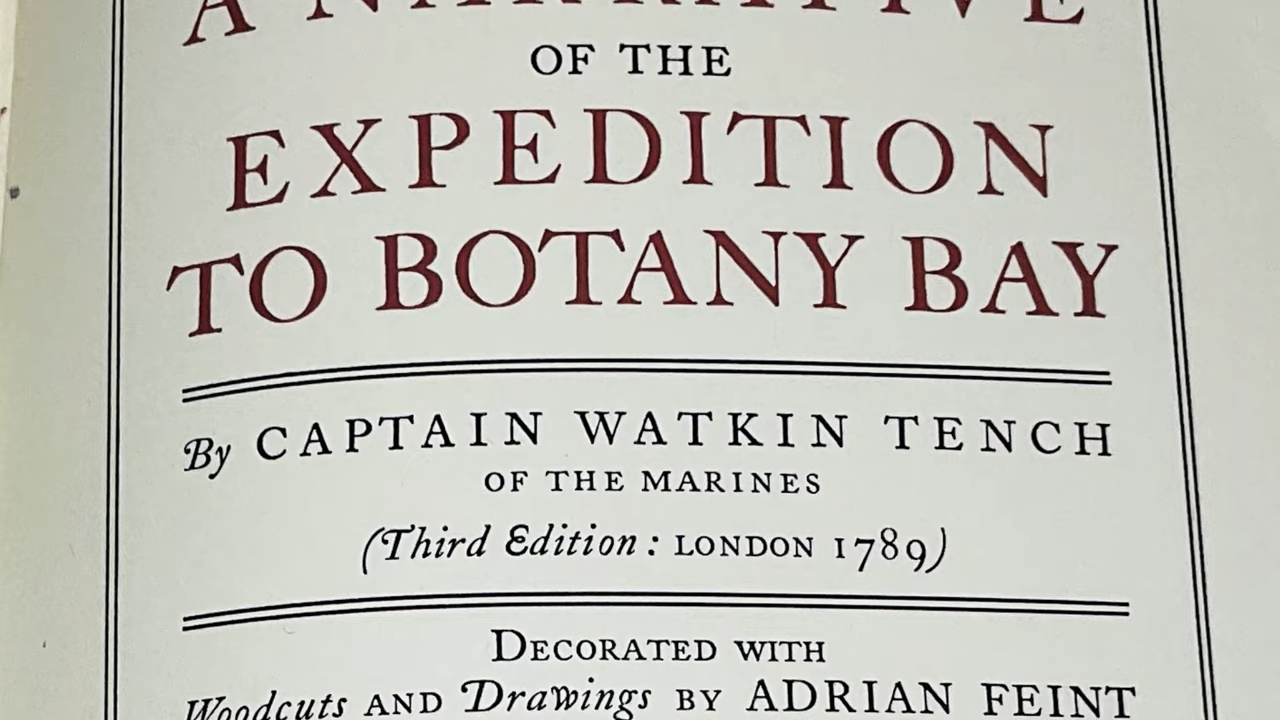 A NARRATIVE
OF THE
EXPEDITION
TO BOTANY BAY
By CAPTAIN WATKIN TENCH
OF THE MARINES
(Third Edition: LONDON 1789)
DECORATED WITH
Woodcuts AND Drawings BY ADRIAN FEINT